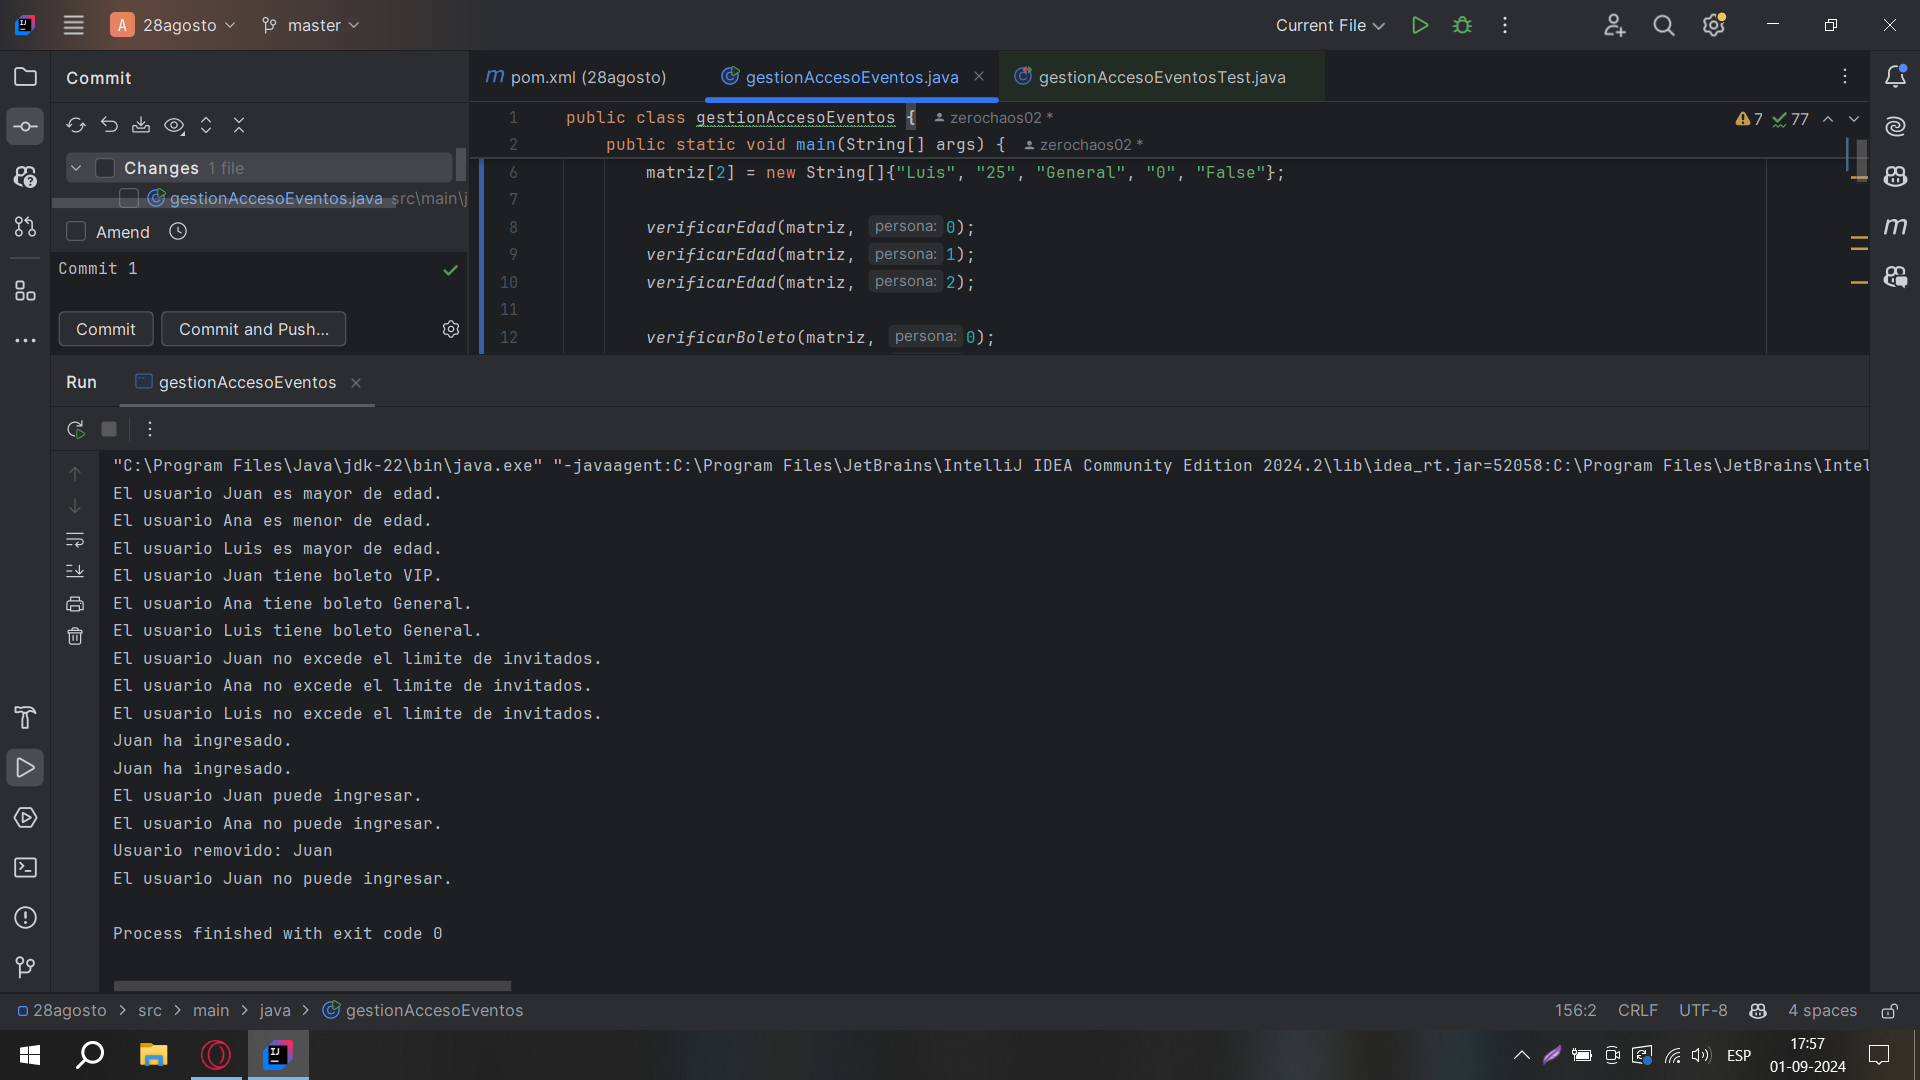 A 28agosto master Current File
Commit
pom.xml (28agosto) gestionAccesoEventos.java gestionAccesoEventosTest.java
Changes 1 file
gestionAccesoEventos.java src\main\j
Amend
Commit 1
Commit Commit and Push...
1 public class gestionAccesoEventos { zerochaos02 *
7 77
2 public static void main(String[] args) { zerochaos02 *
6 matriz[2] = new String[]{"Luis", "25", "General", "0", "False"};
7
8 verificarEdad(matriz, persona: 0);
9 verificarEdad(matriz, persona: 1);
10 verificarEdad(matriz, persona: 2);
11
12 verificarBoleto(matriz, persona: 0);
Run gestionAccesoEventos
"C:\Program Files\Java\jdk-22\bin\java.exe" "-javaagent:C:\Program Files\JetBrains\IntelliJ IDEA Community Edition 2024.2\lib\idea_rt.jar=52058:C:\Program Files\JetBrains\Intel
El usuario Juan es mayor de edad.
El usuario Ana es menor de edad.
El usuario Luis es mayor de edad.
El usuario Juan tiene boleto VIP.
El usuario Ana tiene boleto General.
El usuario Luis tiene boleto General.
El usuario Juan no excede el limite de invitados.
El usuario Ana no excede el limite de invitados.
El usuario Luis no excede el limite de invitados.
Juan ha ingresado.
Juan ha ingresado.
El usuario Juan puede ingresar.
El usuario Ana no puede ingresar.
Usuario removido: Juan
El usuario Juan no puede ingresar.
Process finished with exit code 0
28agosto > src > main > java > gestionAccesoEventos 156:2 CRLF UTF-8 4 spaces
ESP 17:57
01-09-2024